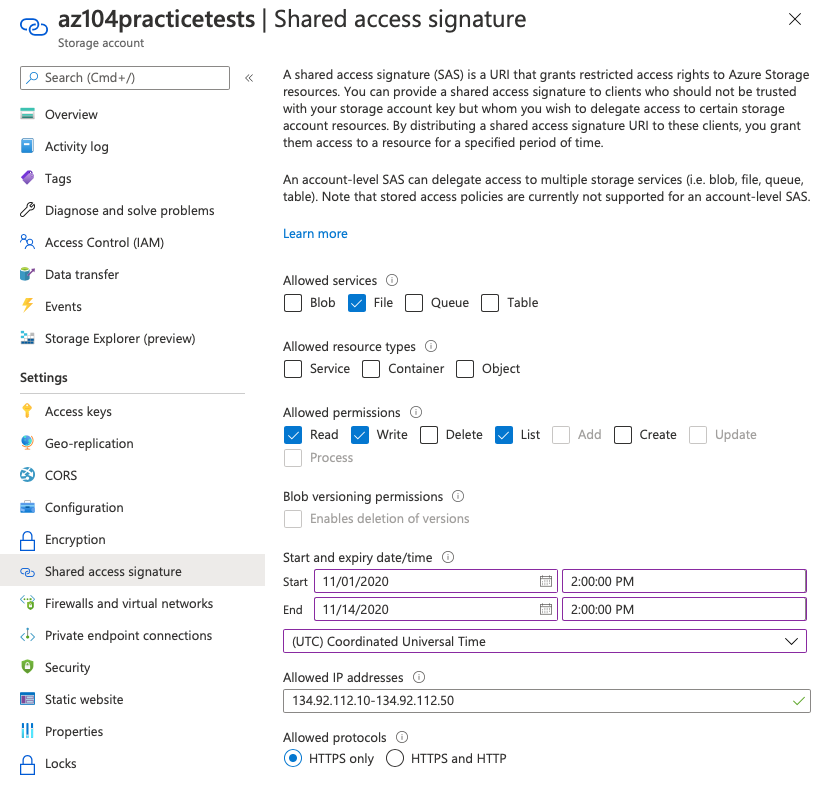 az104practicetests | Shared access signature
Storage account
Search (Cmd+/)
«
Overview
Activity log
Tags
Diagnose and solve problems
Access Control (IAM)
Data transfer
Events
Storage Explorer (preview)
Settings
Access keys
Geo-replication
CORS
Configuration
Encryption
Shared access signature
Firewalls and virtual networks
Private endpoint connections
Security
Static website
Properties
Locks
A shared access signature (SAS) is a URI that grants restricted access rights to Azure Storage
resources. You can provide a shared access signature to clients who should not be trusted
with your storage account key but whom you wish to delegate access to certain storage
account resources. By distributing a shared access signature URI to these clients, you grant
them access to a resource for a specified period of time.
An account-level SAS can delegate access to multiple storage services (i.e. blob, file, queue,
table). Note that stored access policies are currently not supported for an account-level SAS.
Learn more
Allowed services
Blob File Queue Table
Allowed resource types
Service Container Object
Allowed permissions
Read Write Delete List Add Create Update
Process
Blob versioning permissions
Enables deletion of versions
Start and expiry date/time
Start 11/01/2020 2:00:00 PM
End 11/14/2020 2:00:00 PM
(UTC) Coordinated Universal Time
Allowed IP addresses
134.92.112.10-134.92.112.50
Allowed protocols
HTTPS only HTTPS and HTTP